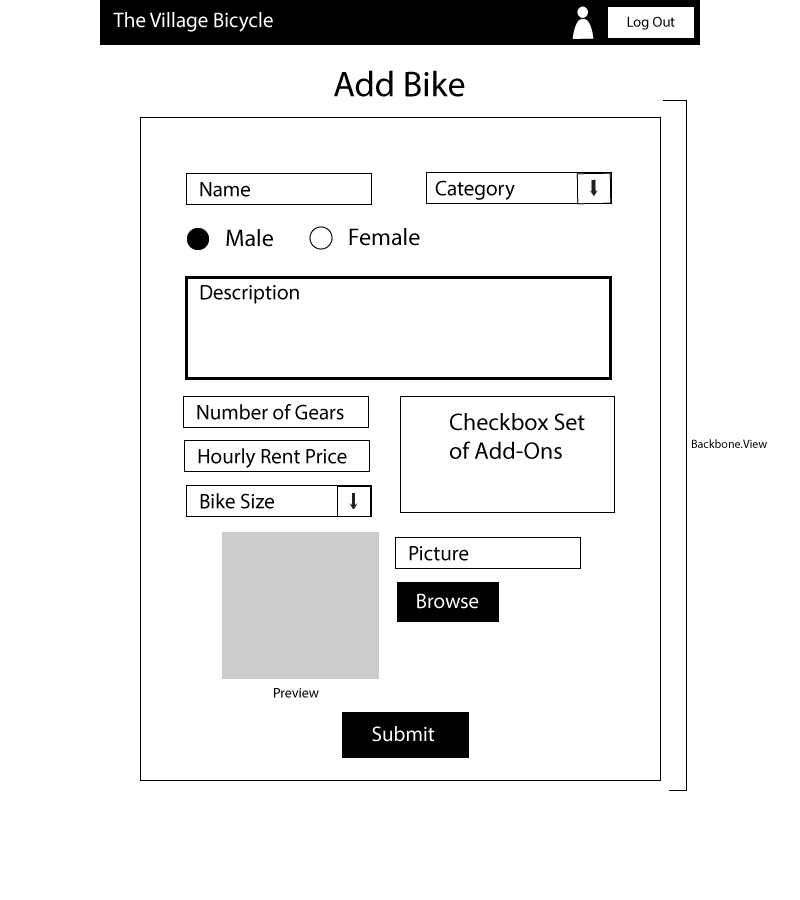 The Village Bicycle
Log Out
Add Bike
Name
Category
Male
Female
Description
Number of Gears
Hourly Rent Price
Bike Size
Checkbox Set
of Add-Ons
Backbone.View
Picture
Browse
Preview
Submit